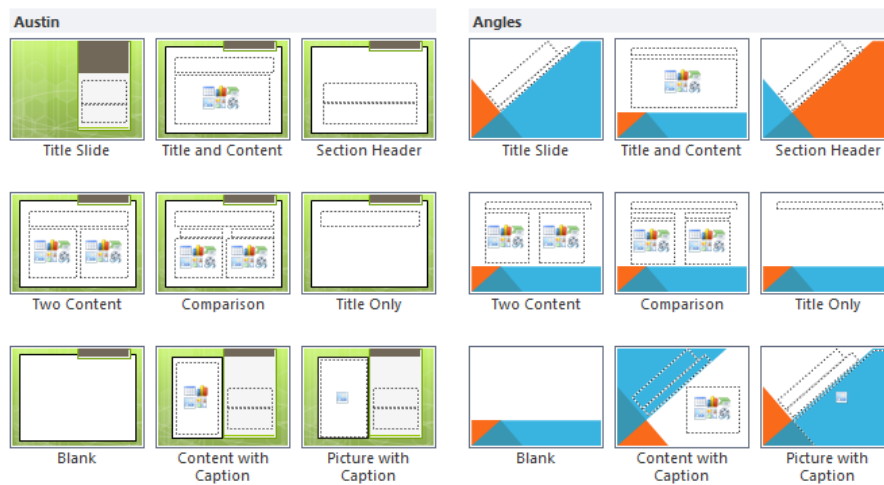 Austin
Title Slide
Title and Content
Section Header
Two Content
Comparison
Title Only
Blank
Content with
Caption
Picture with
Caption
Angles
Title Slide
Title and Content
Section Header
Two Content
Comparison
Title Only
Blank
Content with
Caption
Picture with
Caption